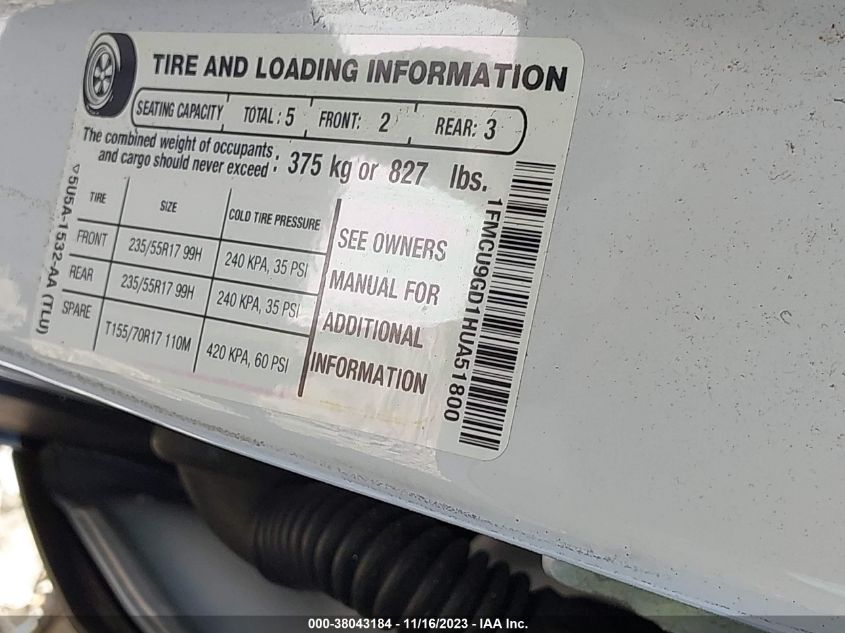 TIRE AND LOADING INFORMATION
SEATING CAPACITY TOTAL : 5 FRONT: 2 REAR: 3
The combined weight of occupants
and cargo should never exceed : 375 kg or 827 lbs.
TIRE SIZE COLD TIRE PRESSURE
FRONT 235/55R17 99H 240 KPA, 35 PSI
REAR 235/55R17 99H 240 KPA, 35 PSI
SPARE T155/70R17 110M 420 KPA, 60 PSI
SEE OWNERS
MANUAL FOR
ADDITIONAL
INFORMATION
5U5A-1532-AA (TLU)
1FMCU9GD1HUA51800
000-38043184 - 11/16/2023 - IAA Inc.